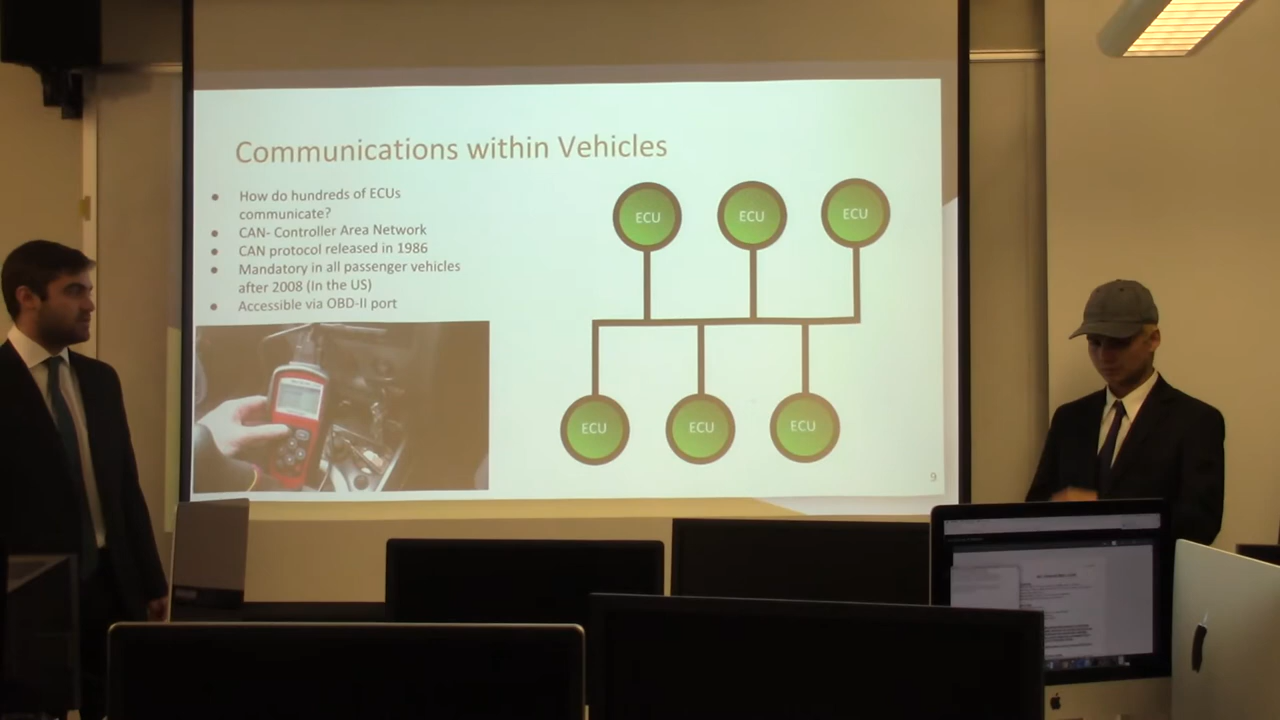 Communications within Vehicles
● How do hundreds of ECUs
communicate?
● CAN- Controller Area Network
● CAN protocol released in 1986
● Mandatory in all passenger vehicles
after 2008 (In the US)
● Accessible via OBD-II port
ECU ECU ECU
ECU ECU ECU
9